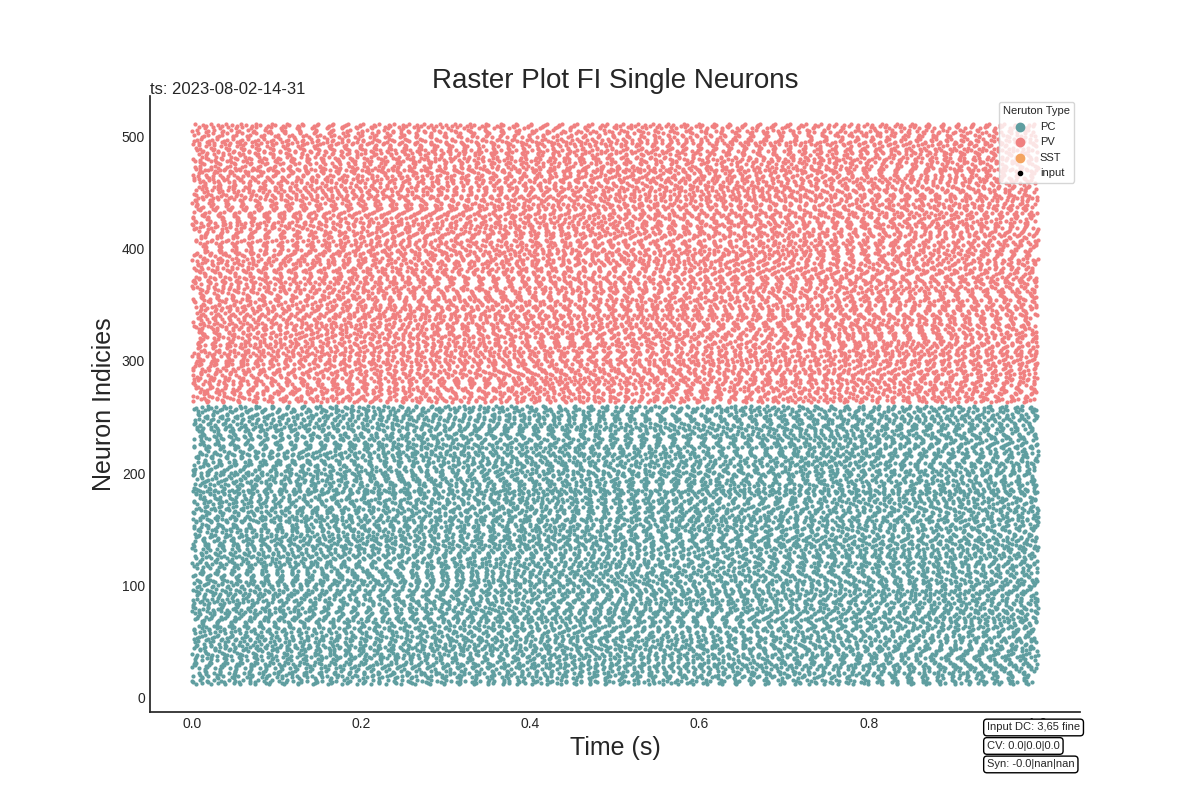 Raster Plot FI Single Neurons
ts: 2023-08-02-14-31
Neruton Type
PC
PV
SST
input
500
400
300
200
100
0
Neuron Indicies
0.0 0.2 0.4 0.6 0.8
Time (s)
Input DC: 3,65 fine
CV: 0.0|0.0|0.0
Syn: -0.0|nan|nan